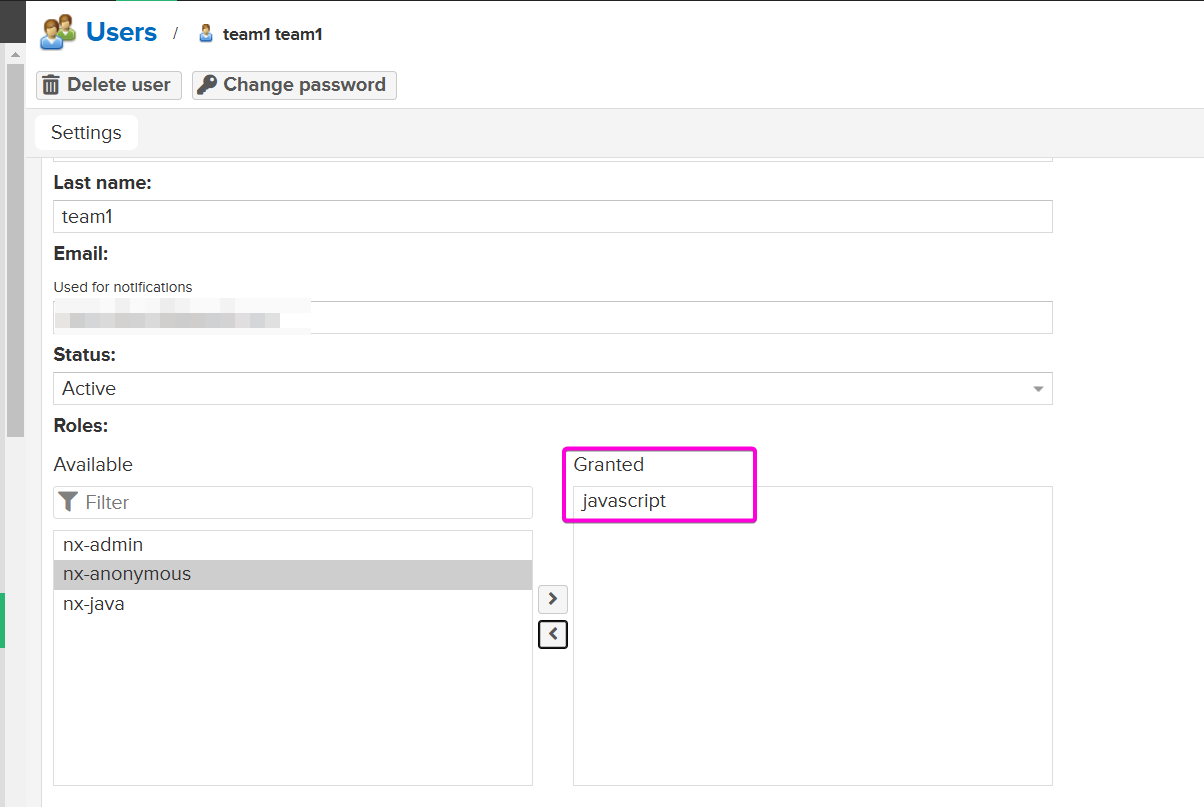 Users / team1 team1
Delete user Change password
Settings
Last name:
team1
Email:
Used for notifications
Status:
Active
Roles:
Available Granted
Filter javascript
nx-admin
nx-anonymous
nx-java